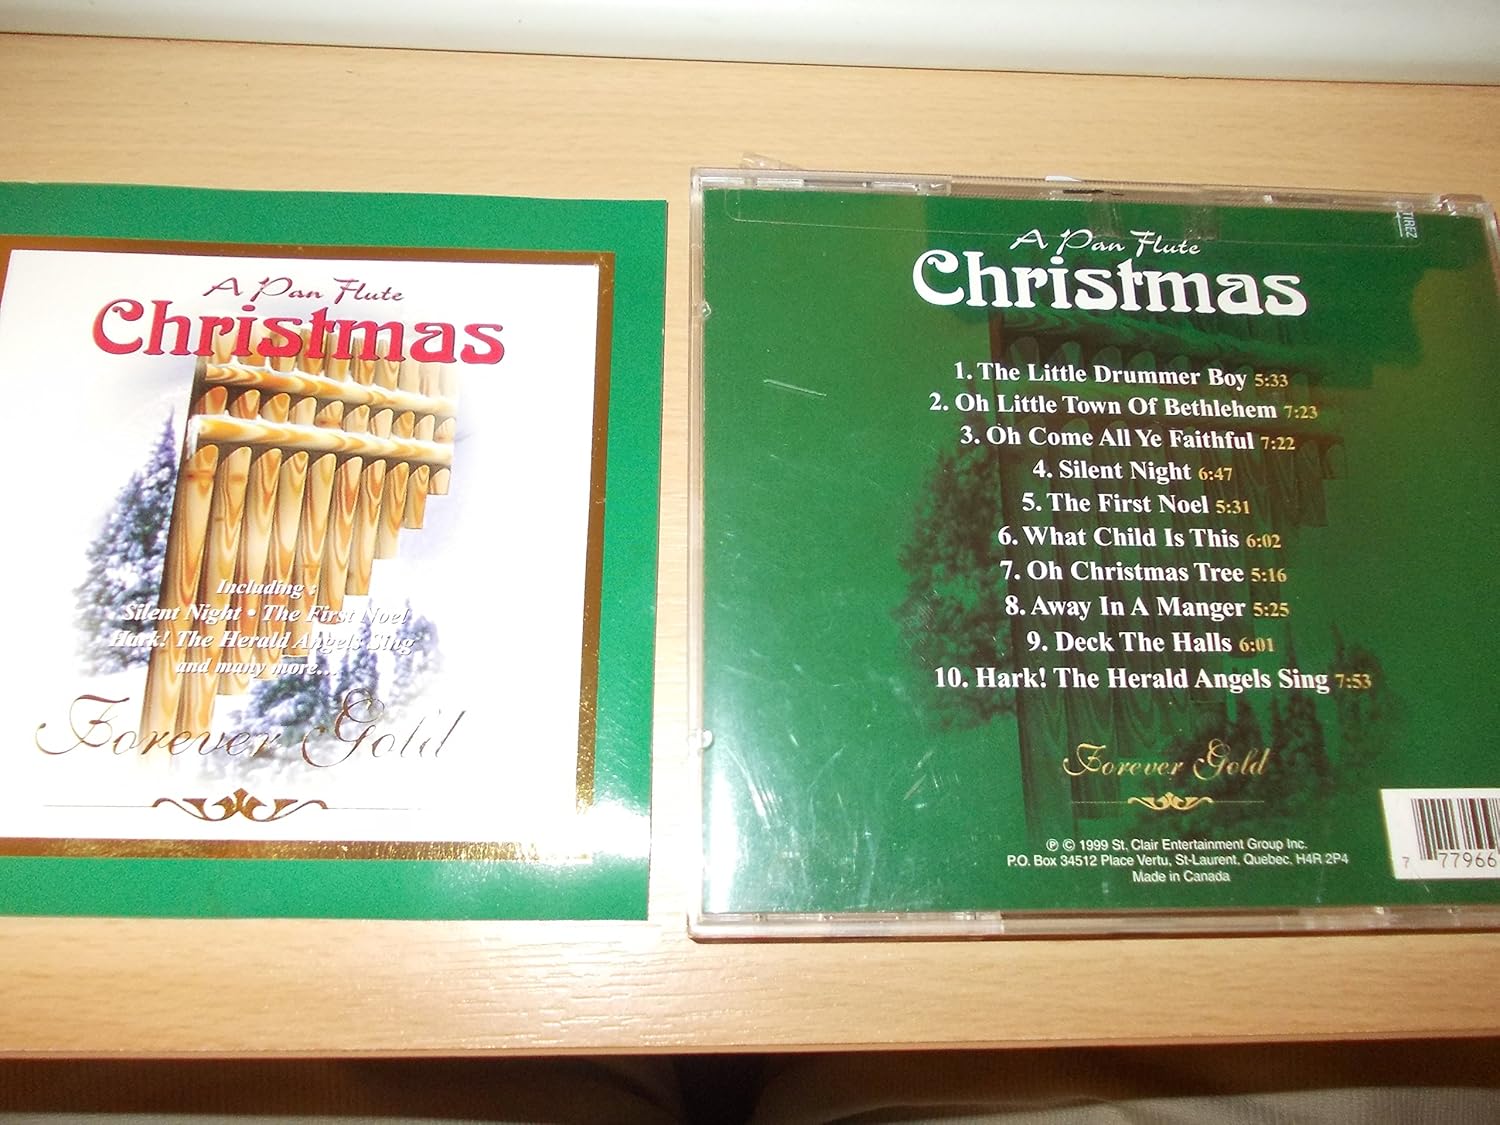 A Pan Flute
Christmas
Including :
Silent Night • The First Noel
Hark! The Herald Angels Sing
and many more...
Forever Gold
TIREZ
A Pan Flute
Christmas
1. The Little Drummer Boy 5:33
2. Oh Little Town Of Bethlehem 7:23
3. Oh Come All Ye Faithful 7:22
4. Silent Night 6:47
5. The First Noel 5:31
6. What Child Is This 6:02
7. Oh Christmas Tree 5:16
8. Away In A Manger 5:25
9. Deck The Halls 6:01
10. Hark! The Herald Angels Sing 7:53
Forever Gold
℗ © 1999 St, Clair Entertainment Group Inc.
P.O. Box 34512 Place Vertu, St-Laurent, Quebec, H4R 2P4
Made in Canada
7 77966